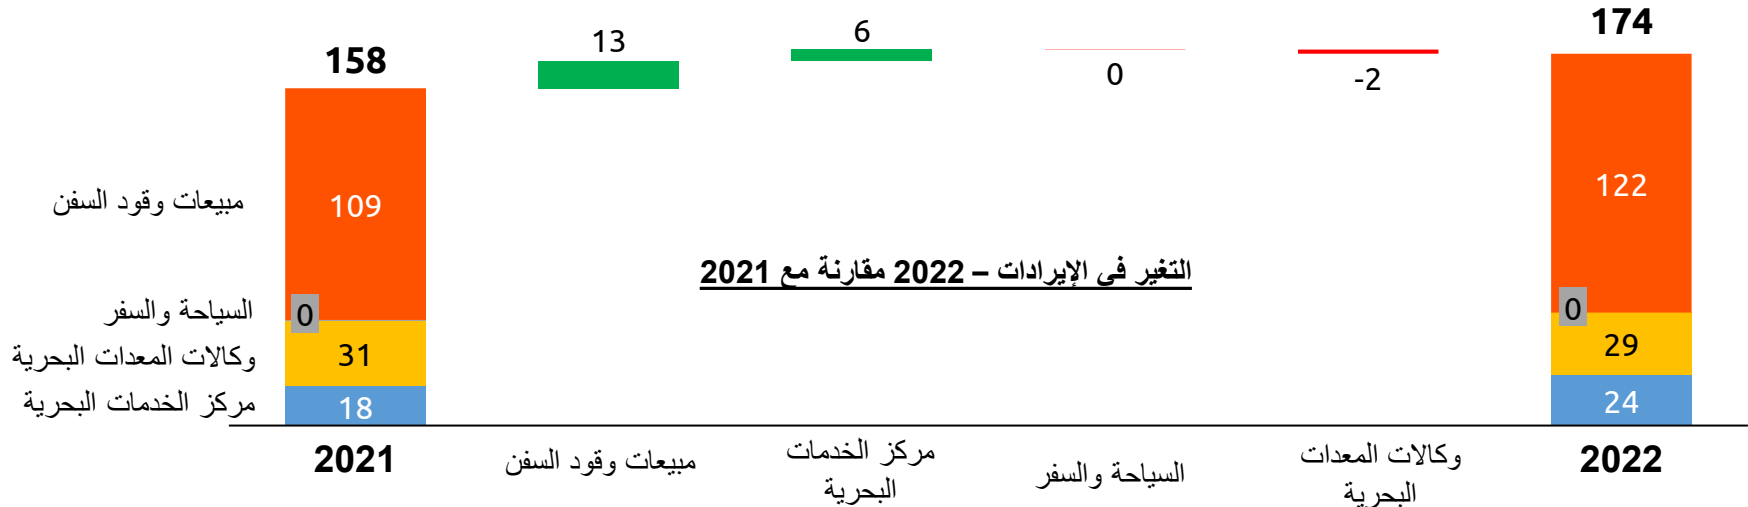 158
13
6
0
-2
174
مبيعات وقود السفن
109
122
التغير في الإيرادات – 2022 مقارنة مع 2021
السياحة والسفر
0
0
وكالات المعدات البحرية
31
29
مركز الخدمات البحرية
18
24
2021
مبيعات وقود السفن
مركز الخدمات
البحرية
السياحة والسفر
وكالات المعدات
البحرية
2022